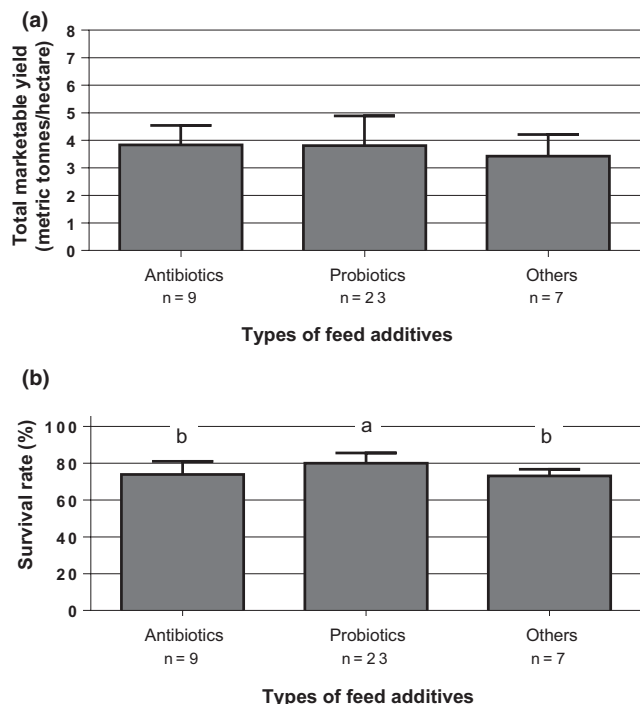 (a)
Total marketable yield
(metric tonnes/hectare)
8
7
6
5
4
3
2
1
0
Antibiotics Probiotics Others
n = 9 n = 23 n = 7
Types of feed additives
(b)
Survival rate (%)
100
80
60
40
20
0
b a b
Antibiotics Probiotics Others
n = 9 n = 23 n = 7
Types of feed additives